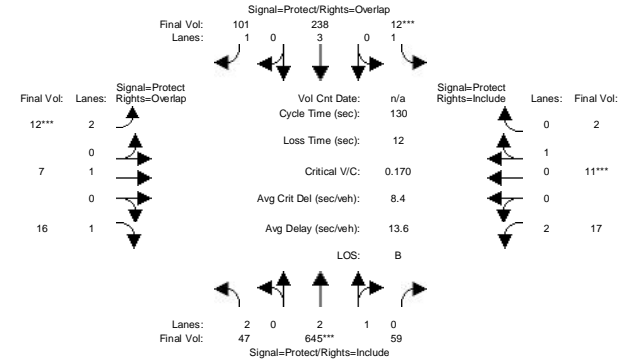 Signal=Protect/Rights=Overlap
Final Vol: 101 238 12***
Lanes: 1 0 3 0 1
Signal=Protect
Rights=Overlap
Final Vol: Lanes:
12*** 2
0
7 1
0
16 1
Vol Cnt Date: n/a
Cycle Time (sec): 130
Loss Time (sec): 12
Critical V/C: 0.170
Avg Crit Del (sec/veh): 8.4
Avg Delay (sec/veh): 13.6
LOS: B
Signal=Protect
Rights=Include
Lanes: Final Vol:
0 2
1
0 11***
0
2 17
Lanes: 2 0 2 1 0
Final Vol: 47 645*** 59
Signal=Protect/Rights=Include